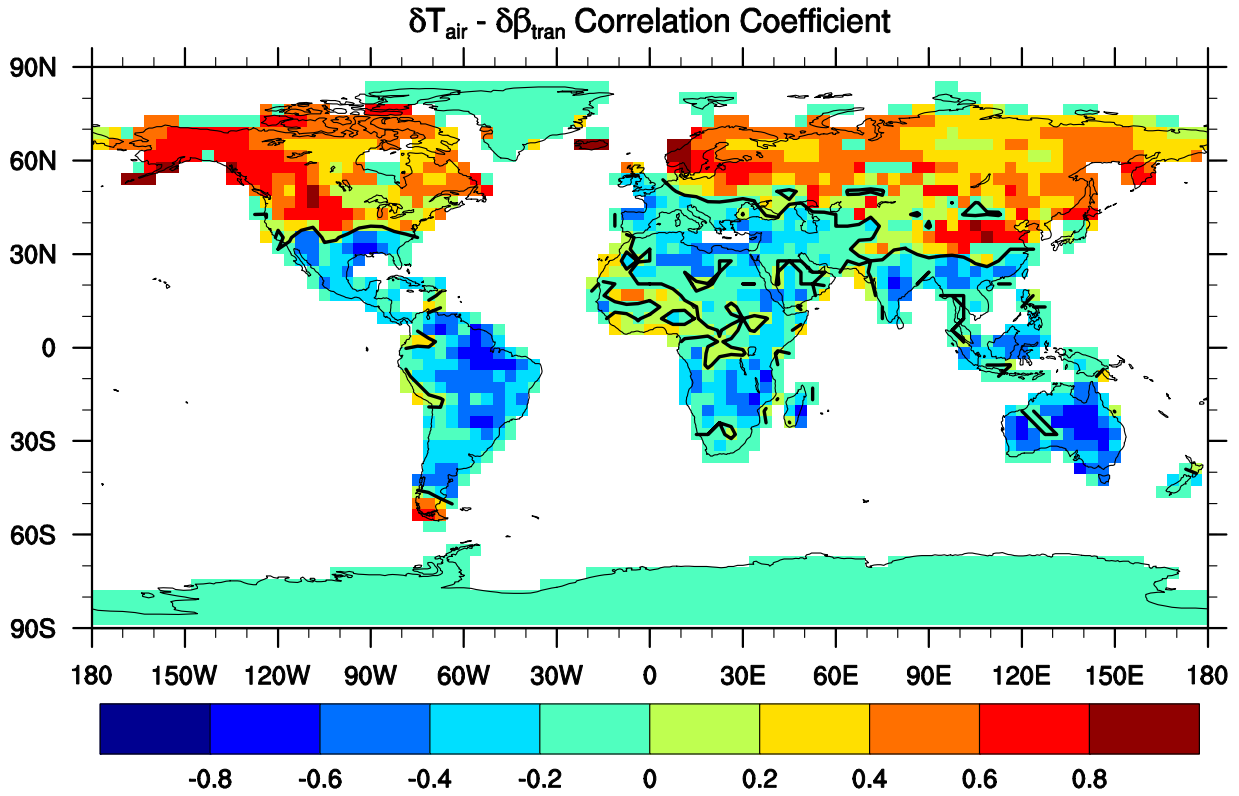 δT_air - δβ_tran Correlation Coefficient
90N
60N
30N
0
30S
60S
90S
180 150W 120W 90W 60W 30W 0 30E 60E 90E 120E 150E 180
-0.8 -0.6 -0.4 -0.2 0 0.2 0.4 0.6 0.8